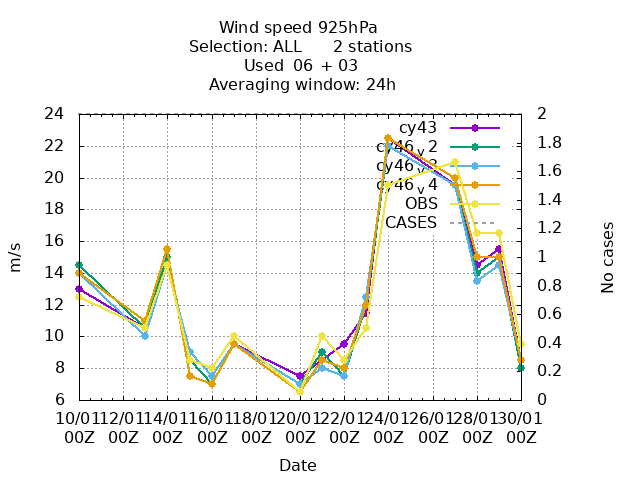 Wind speed 925hPa
Selection: ALL 2 stations
Used 06 + 03
Averaging window: 24h
24 2
22 1.8
20 1.6
18 1.4
16 1.2
14 1
12 0.8
10 0.6
8 0.4
6 0.2
0
cy43
cy46_v2
cy46_v3
cy46_v4
OBS
CASES
m/s
No cases
10/01 12/01 14/01 16/01 18/01 20/01 22/01 24/01 26/01 28/01 30/01
00Z 00Z 00Z 00Z 00Z 00Z 00Z 00Z 00Z 00Z 00Z
Date